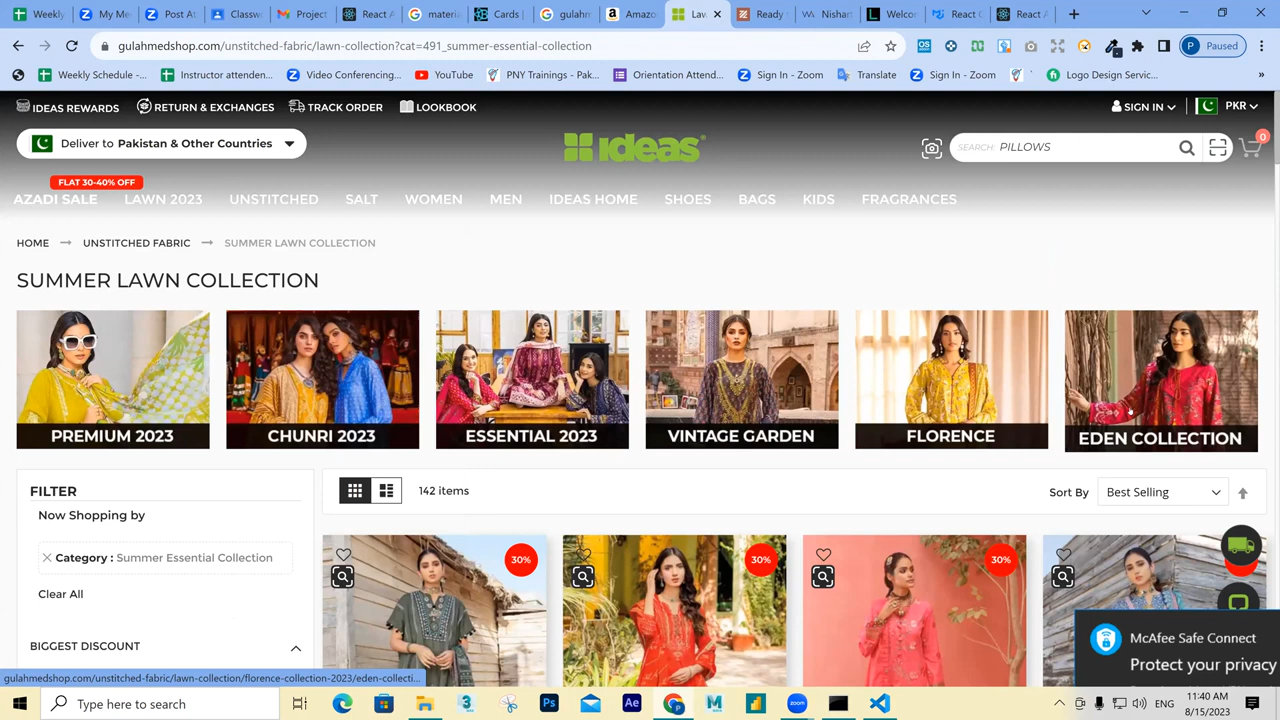 Weekly
My Me
Post At
Classw
Project
React A
materia
Cards |
gulahm
Amazo
Law
Ready
Nishart
Welcon
React C
React A
gulahmedshop.com/unstitched-fabric/lawn-collection?cat=491_summer-essential-collection
Paused
Weekly Schedule -...
Instructor attenden...
Video Conferencing...
YouTube
PNY Trainings - Pak...
Orientation Attend...
Sign In - Zoom
Translate
Sign In - Zoom
Logo Design Servic...
IDEAS REWARDS
RETURN & EXCHANGES
TRACK ORDER
LOOKBOOK
SIGN IN
PKR
Deliver to Pakistan & Other Countries
ideas
SEARCH: PILLOWS
0
FLAT 30-40% OFF
AZADI SALE
LAWN 2023
UNSTITCHED
SALT
WOMEN
MEN
IDEAS HOME
SHOES
BAGS
KIDS
FRAGRANCES
HOME → UNSTITCHED FABRIC → SUMMER LAWN COLLECTION
SUMMER LAWN COLLECTION
PREMIUM 2023
CHUNRI 2023
ESSENTIAL 2023
VINTAGE GARDEN
FLORENCE
EDEN COLLECTION
FILTER
Now Shopping by
Category : Summer Essential Collection
Clear All
BIGGEST DISCOUNT
142 items
Sort By
Best Selling
30%
30%
30%
McAfee Safe Connect
Protect your privacy
gulahmedshop.com/unstitched-fabric/lawn-collection/florence-collection-2023/eden-collecti...
Type here to search
ENG
11:40 AM
8/15/2023